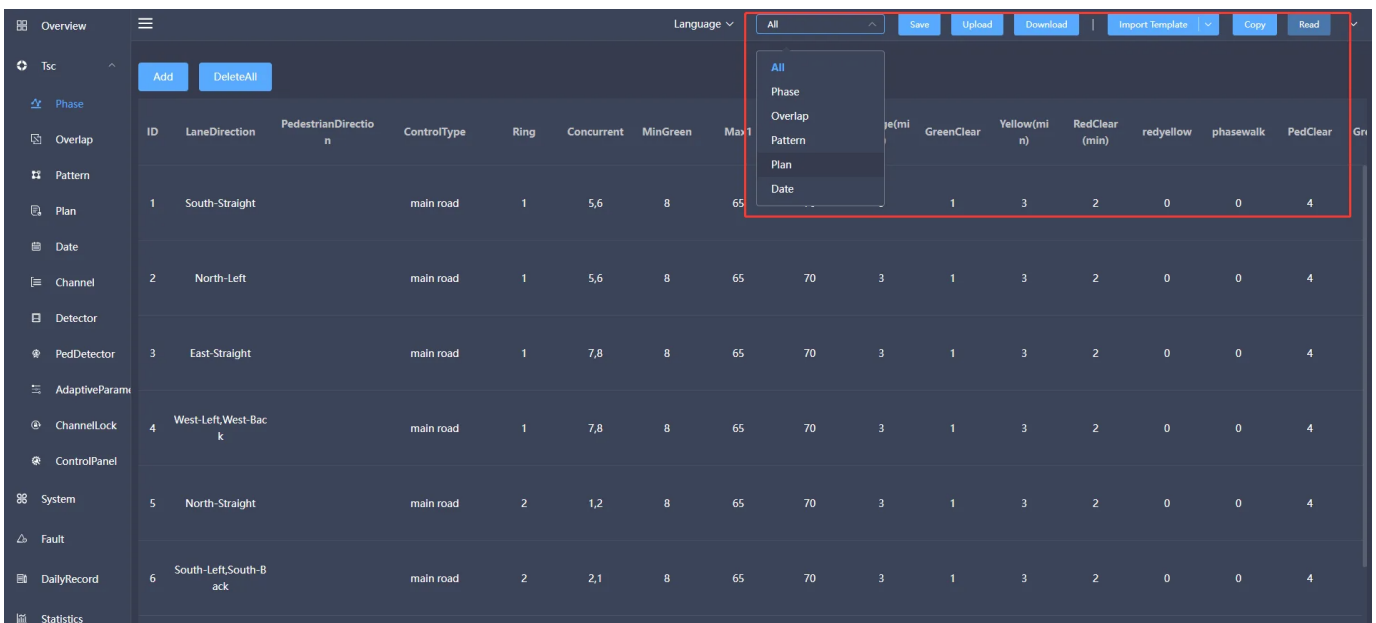 Overview
Language
All
Save
Upload
Download
|
Import Template
Copy
Read
Tsc
Phase
Overlap
Pattern
Plan
Date
Channel
Detector
PedDetector
AdaptiveParame
ChannelLock
ControlPanel
System
Fault
DailyRecord
Statistics
Add
DeleteAll
All
Phase
Overlap
Pattern
Plan
Date
ID LaneDirection PedestrianDirectio ControlType Ring Concurrent MinGreen Max1 GreenClear Yellow(mi RedClear redyellow phasewalk PedClear
n n) (min)
1 South-Straight main road 1 5,6 8 65 1 3 2 0 0 4
2 North-Left main road 1 5,6 8 65 70 3 1 3 2 0 0 4
3 East-Straight main road 1 7,8 8 65 70 3 1 3 2 0 0 4
4 West-Left,West-Bac main road 1 7,8 8 65 70 3 1 3 2 0 0 4
k
5 North-Straight main road 2 1,2 8 65 70 3 1 3 2 0 0 4
6 South-Left,South-B main road 2 2,1 8 65 70 3 1 3 2 0 0 4
ack